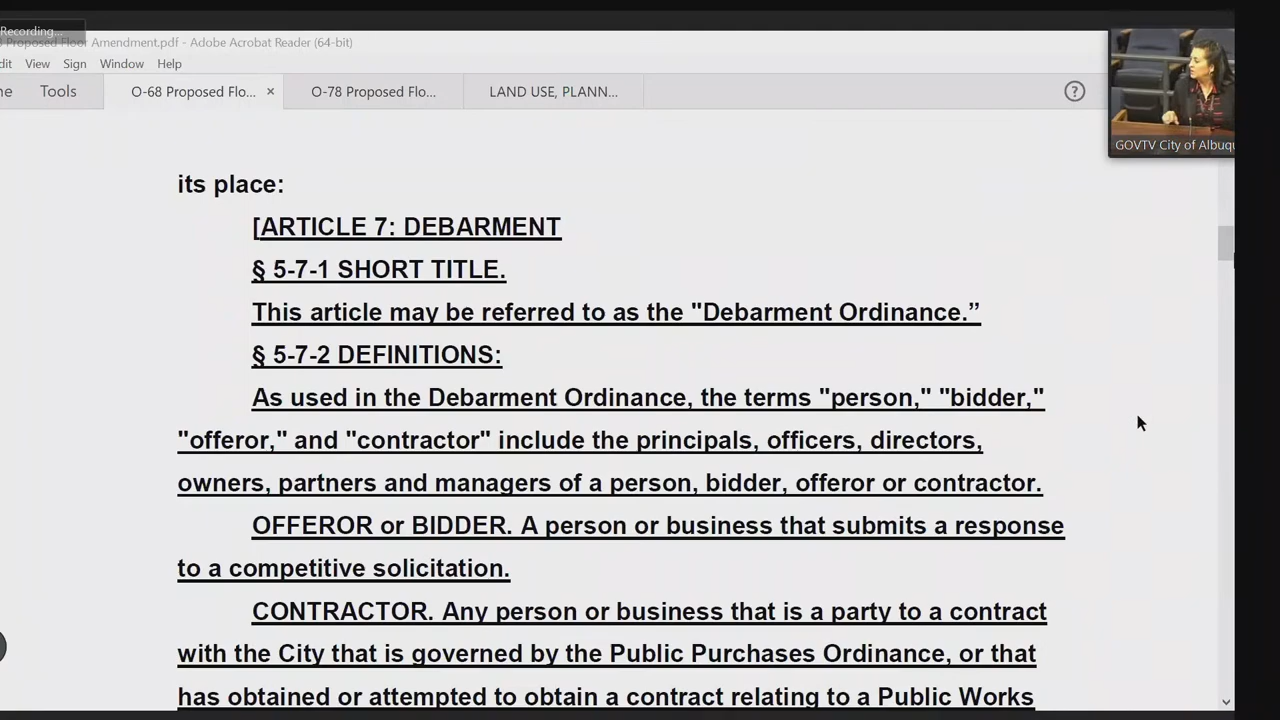 Recording...
Proposed Floor Amendment.pdf - Adobe Acrobat Reader (64-bit)
View Sign Window Help
Tools O-68 Proposed Flo... × O-78 Proposed Flo... LAND USE, PLANN... ?
GOVTV City of Albuqu
its place:
[ARTICLE 7: DEBARMENT
§ 5-7-1 SHORT TITLE.
This article may be referred to as the "Debarment Ordinance.”
§ 5-7-2 DEFINITIONS:
As used in the Debarment Ordinance, the terms "person," "bidder,"
"offeror," and "contractor" include the principals, officers, directors,
owners, partners and managers of a person, bidder, offeror or contractor.
OFFEROR or BIDDER. A person or business that submits a response
to a competitive solicitation.
CONTRACTOR. Any person or business that is a party to a contract
with the City that is governed by the Public Purchases Ordinance, or that
has obtained or attempted to obtain a contract relating to a Public Works